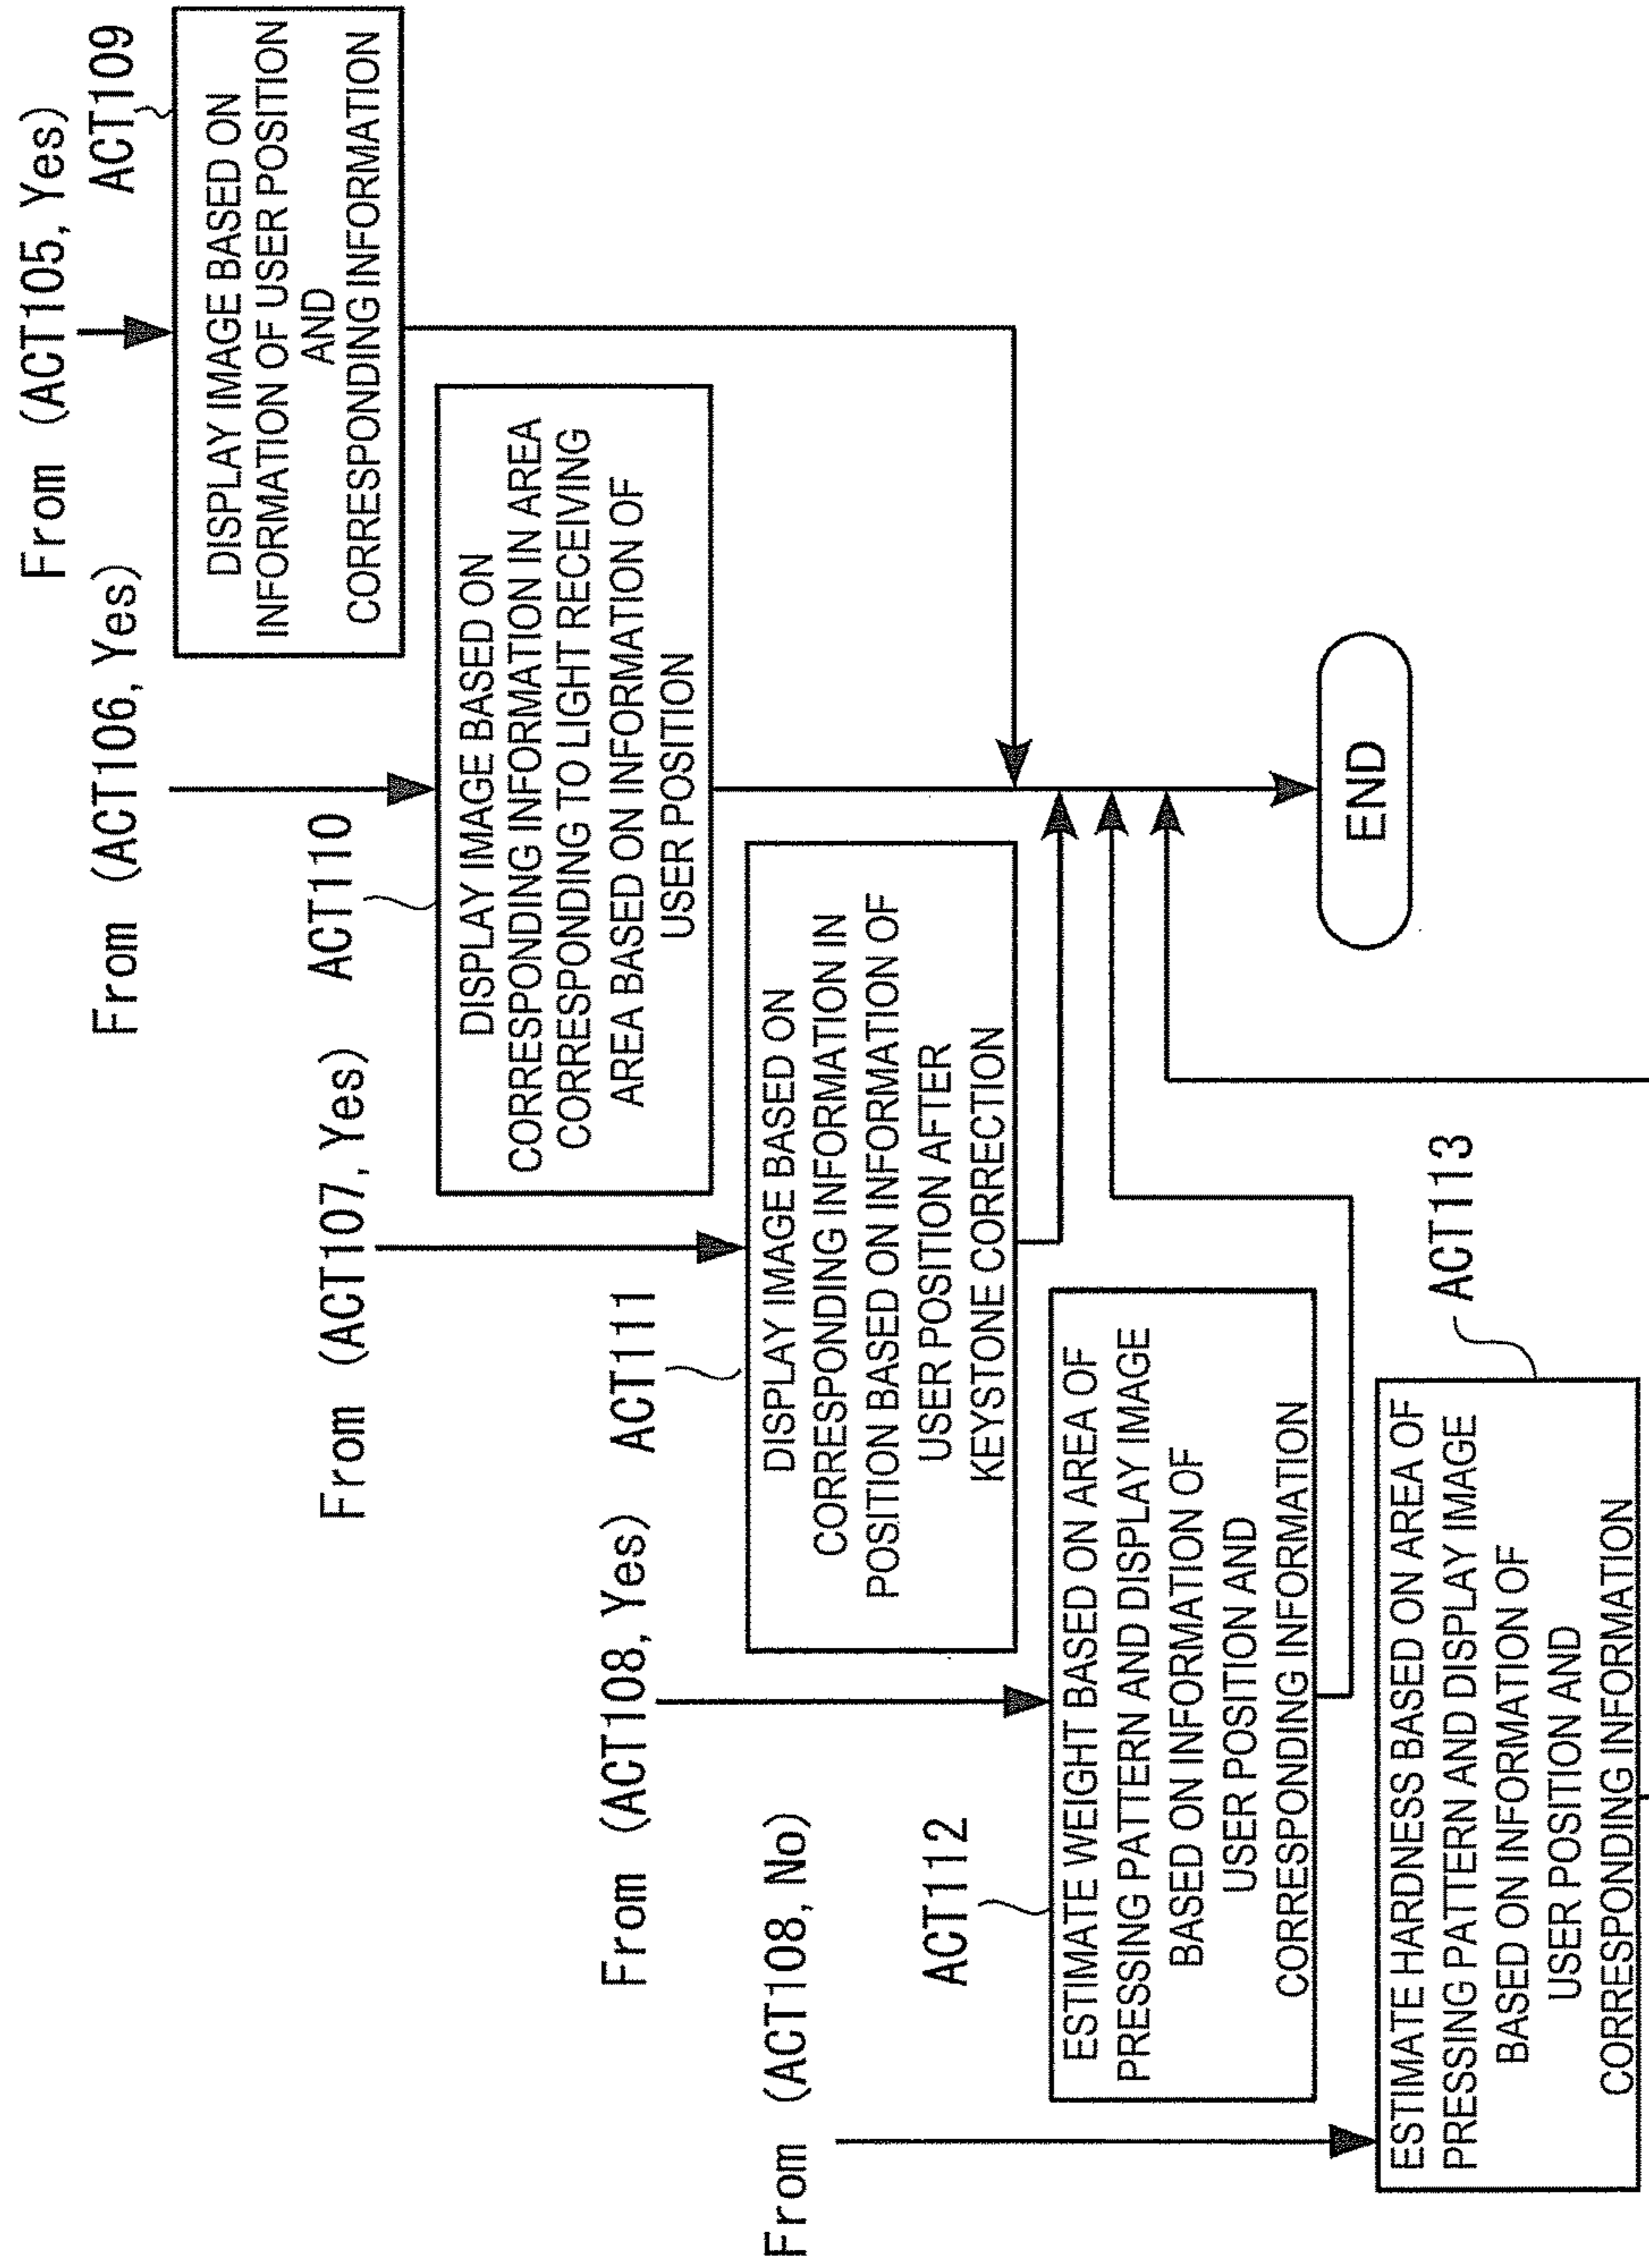 From (ACT105, Yes)
ACT109
DISPLAY IMAGE BASED ON
INFORMATION OF USER POSITION
AND
CORRESPONDING INFORMATION
From (ACT106, Yes)
ACT110
DISPLAY IMAGE BASED ON
CORRESPONDING INFORMATION IN AREA
CORRESPONDING TO LIGHT RECEIVING
AREA BASED ON INFORMATION OF
USER POSITION
From (ACT107, Yes)
ACT111
DISPLAY IMAGE BASED ON
CORRESPONDING INFORMATION IN
POSITION BASED ON INFORMATION OF
USER POSITION AFTER
KEYSTONE CORRECTION
From (ACT108, Yes)
ACT112
ESTIMATE WEIGHT BASED ON AREA OF
PRESSING PATTERN AND DISPLAY IMAGE
BASED ON INFORMATION OF
USER POSITION AND
CORRESPONDING INFORMATION
From (ACT108, No)
ACT113
ESTIMATE HARDNESS BASED ON AREA OF
PRESSING PATTERN AND DISPLAY IMAGE
BASED ON INFORMATION OF
USER POSITION AND
CORRESPONDING INFORMATION
END